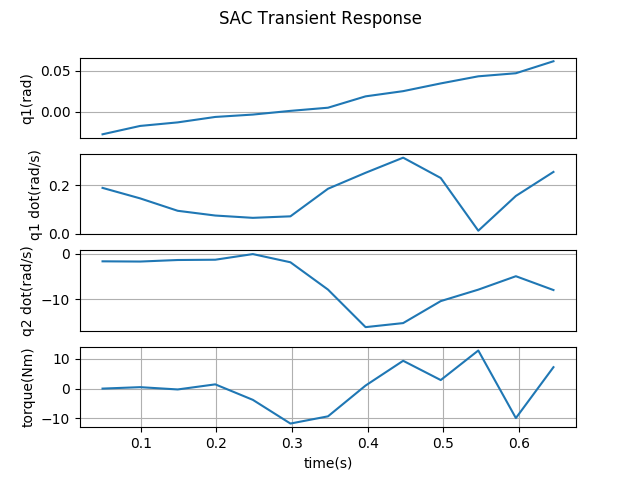 SAC Transient Response
q1(rad)
0.05
0.00
q1 dot(rad/s)
0.2
0.0
q2 dot(rad/s)
0
−10
torque(Nm)
10
0
−10
0.1 0.2 0.3 0.4 0.5 0.6
time(s)